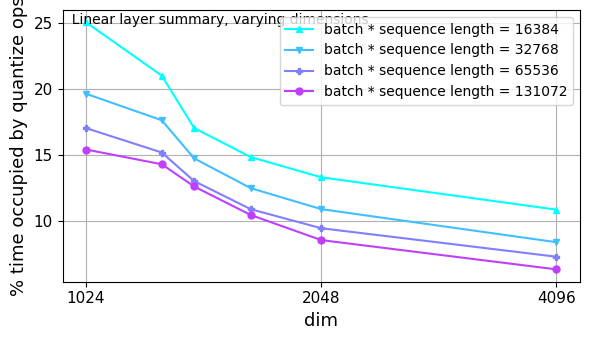 Linear layer summary, varying dimensions
batch * sequence length = 16384
batch * sequence length = 32768
batch * sequence length = 65536
batch * sequence length = 131072
% time occupied by quantize ops
25
20
15
10
1024
2048
4096
dim